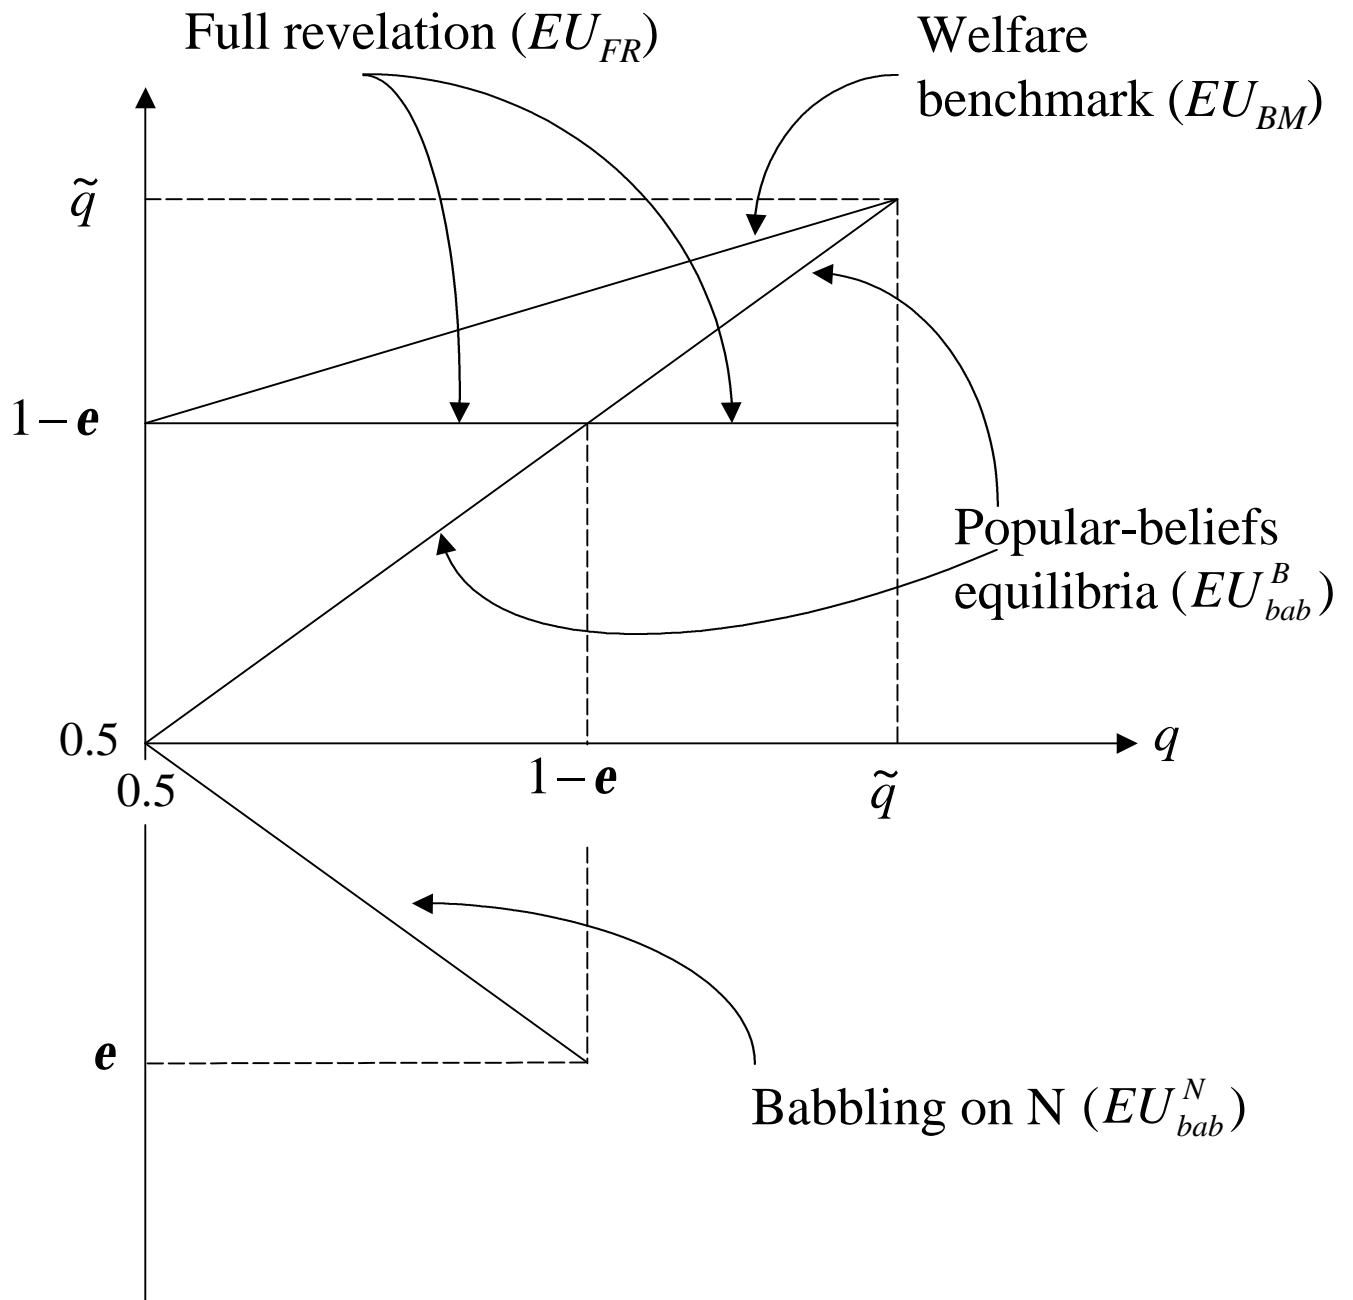 Full revelation (EU_FR)
Welfare
benchmark (EU_BM)
q̃
1−e
Popular-beliefs
equilibria (EU^B_bab)
0.5
q
0.5
1−e
q̃
e
Babbling on N (EU^N_bab)